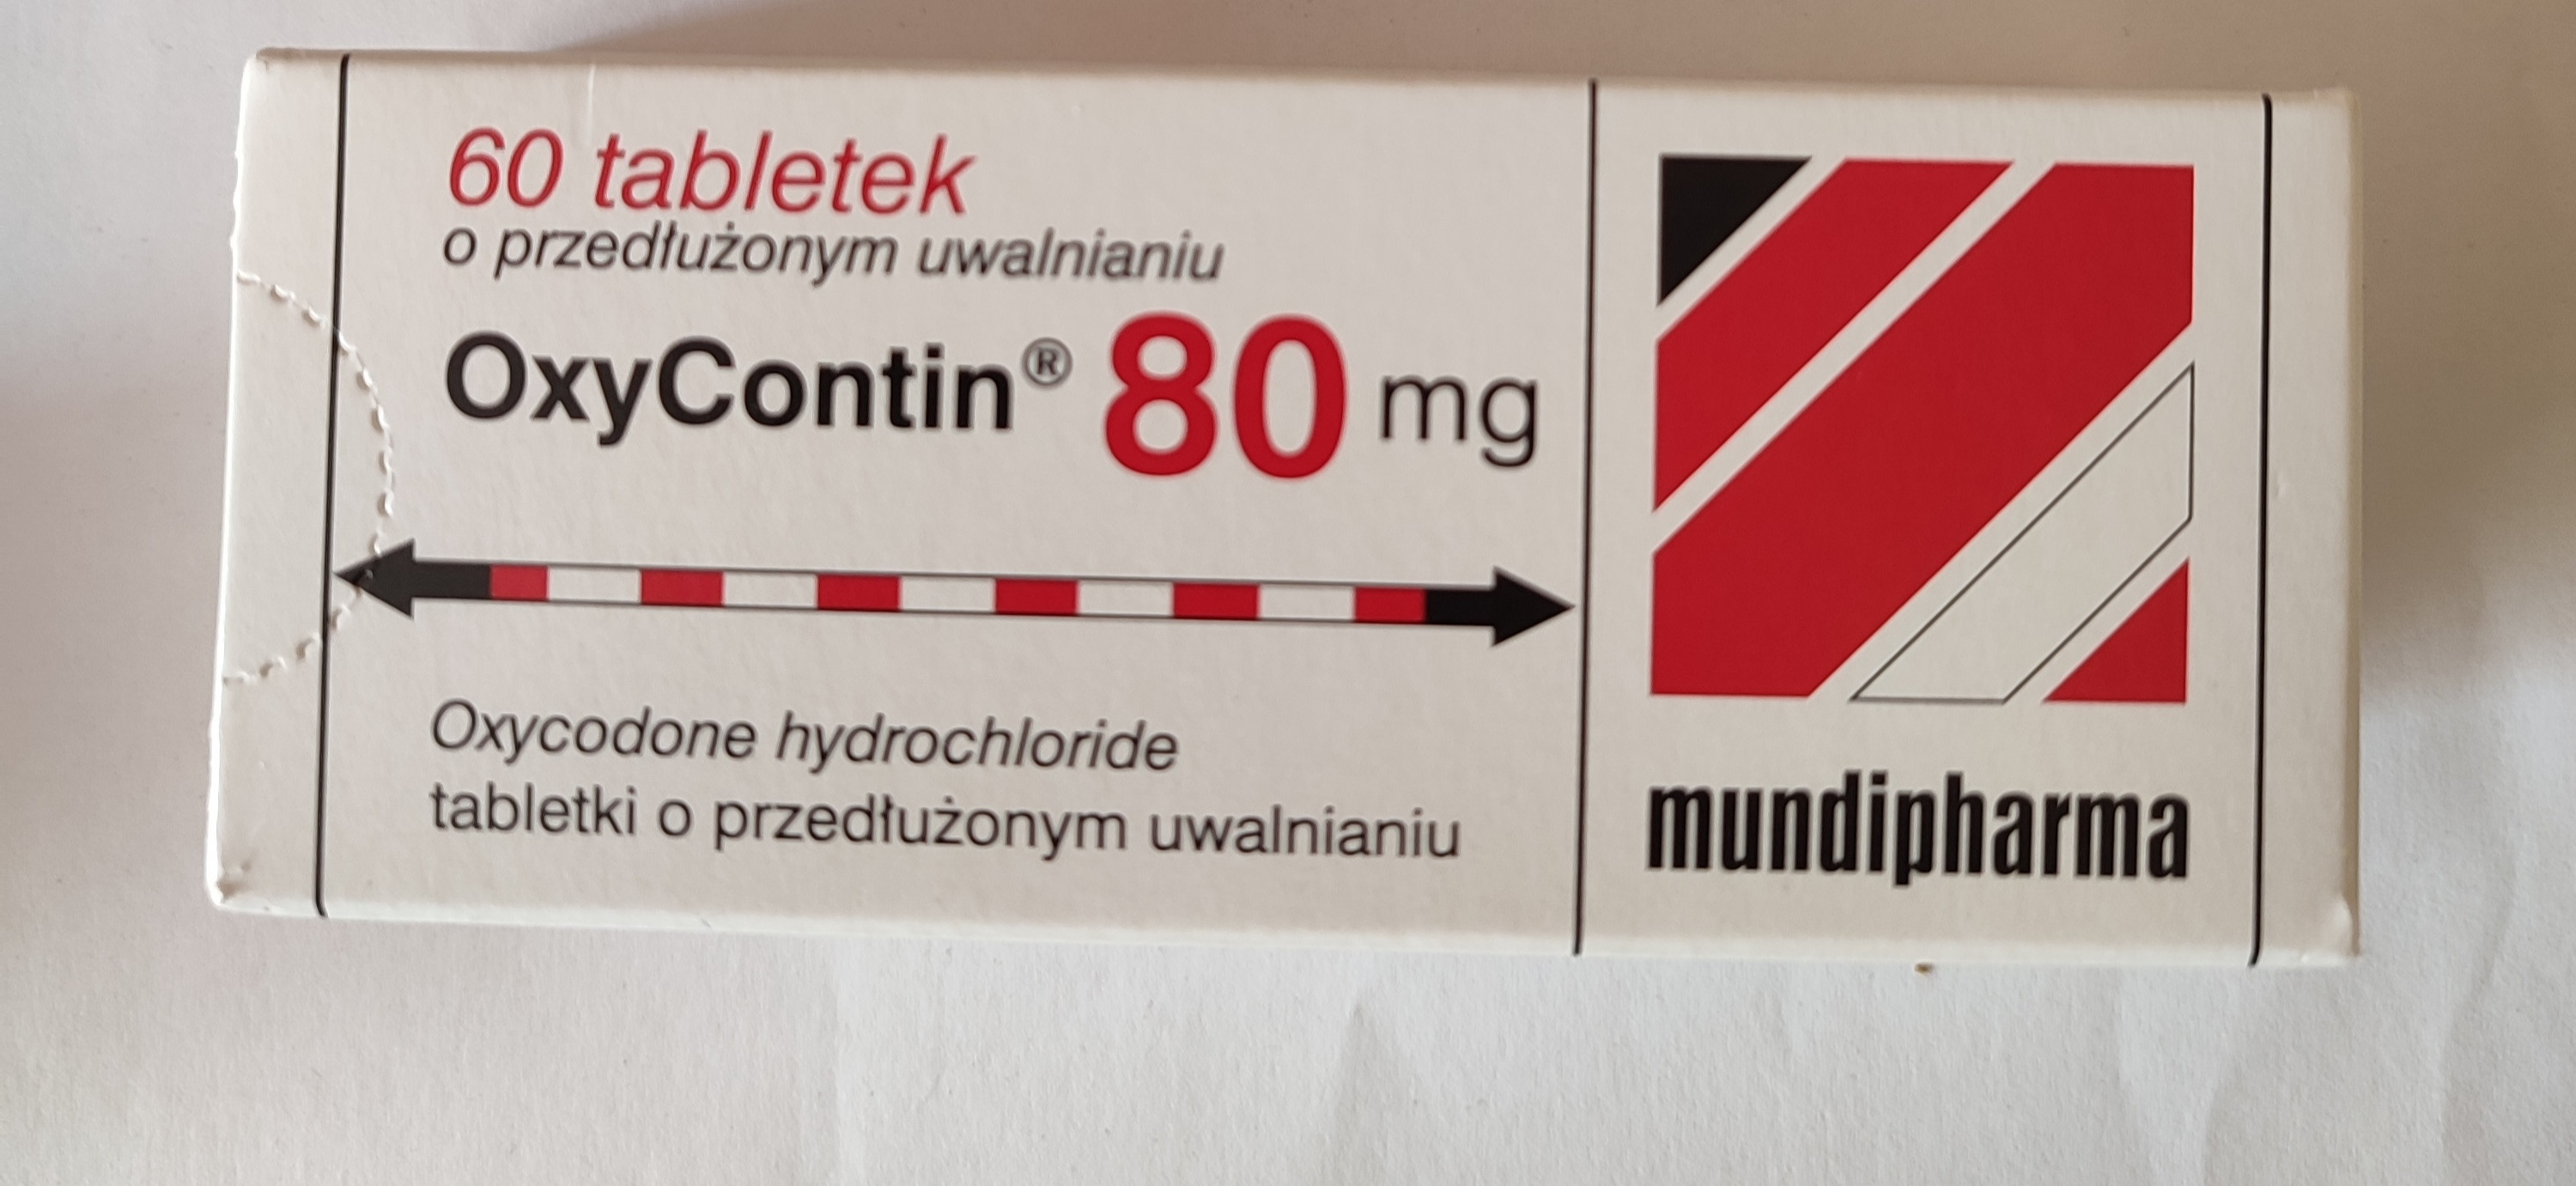 60 tabletek
o przedłużonym uwalnianiu
OxyContin® 80 mg
Oxycodone hydrochloride
tabletki o przedłużonym uwalnianiu
mundipharma